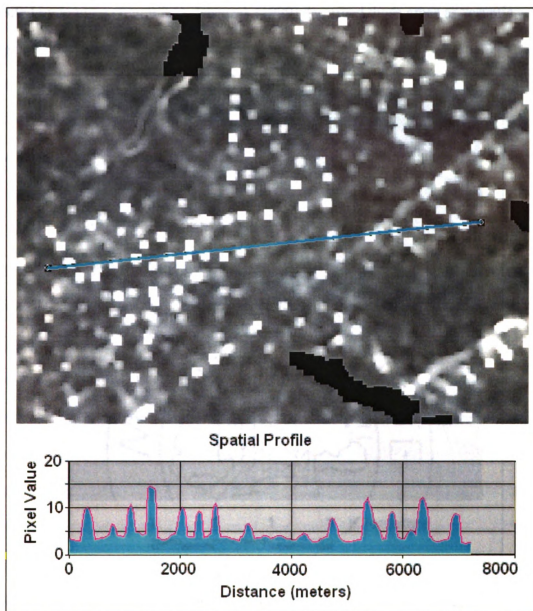 Spatial Profile
20
10
0
Pixel Value
0 2000 4000 6000 8000
Distance (meters)